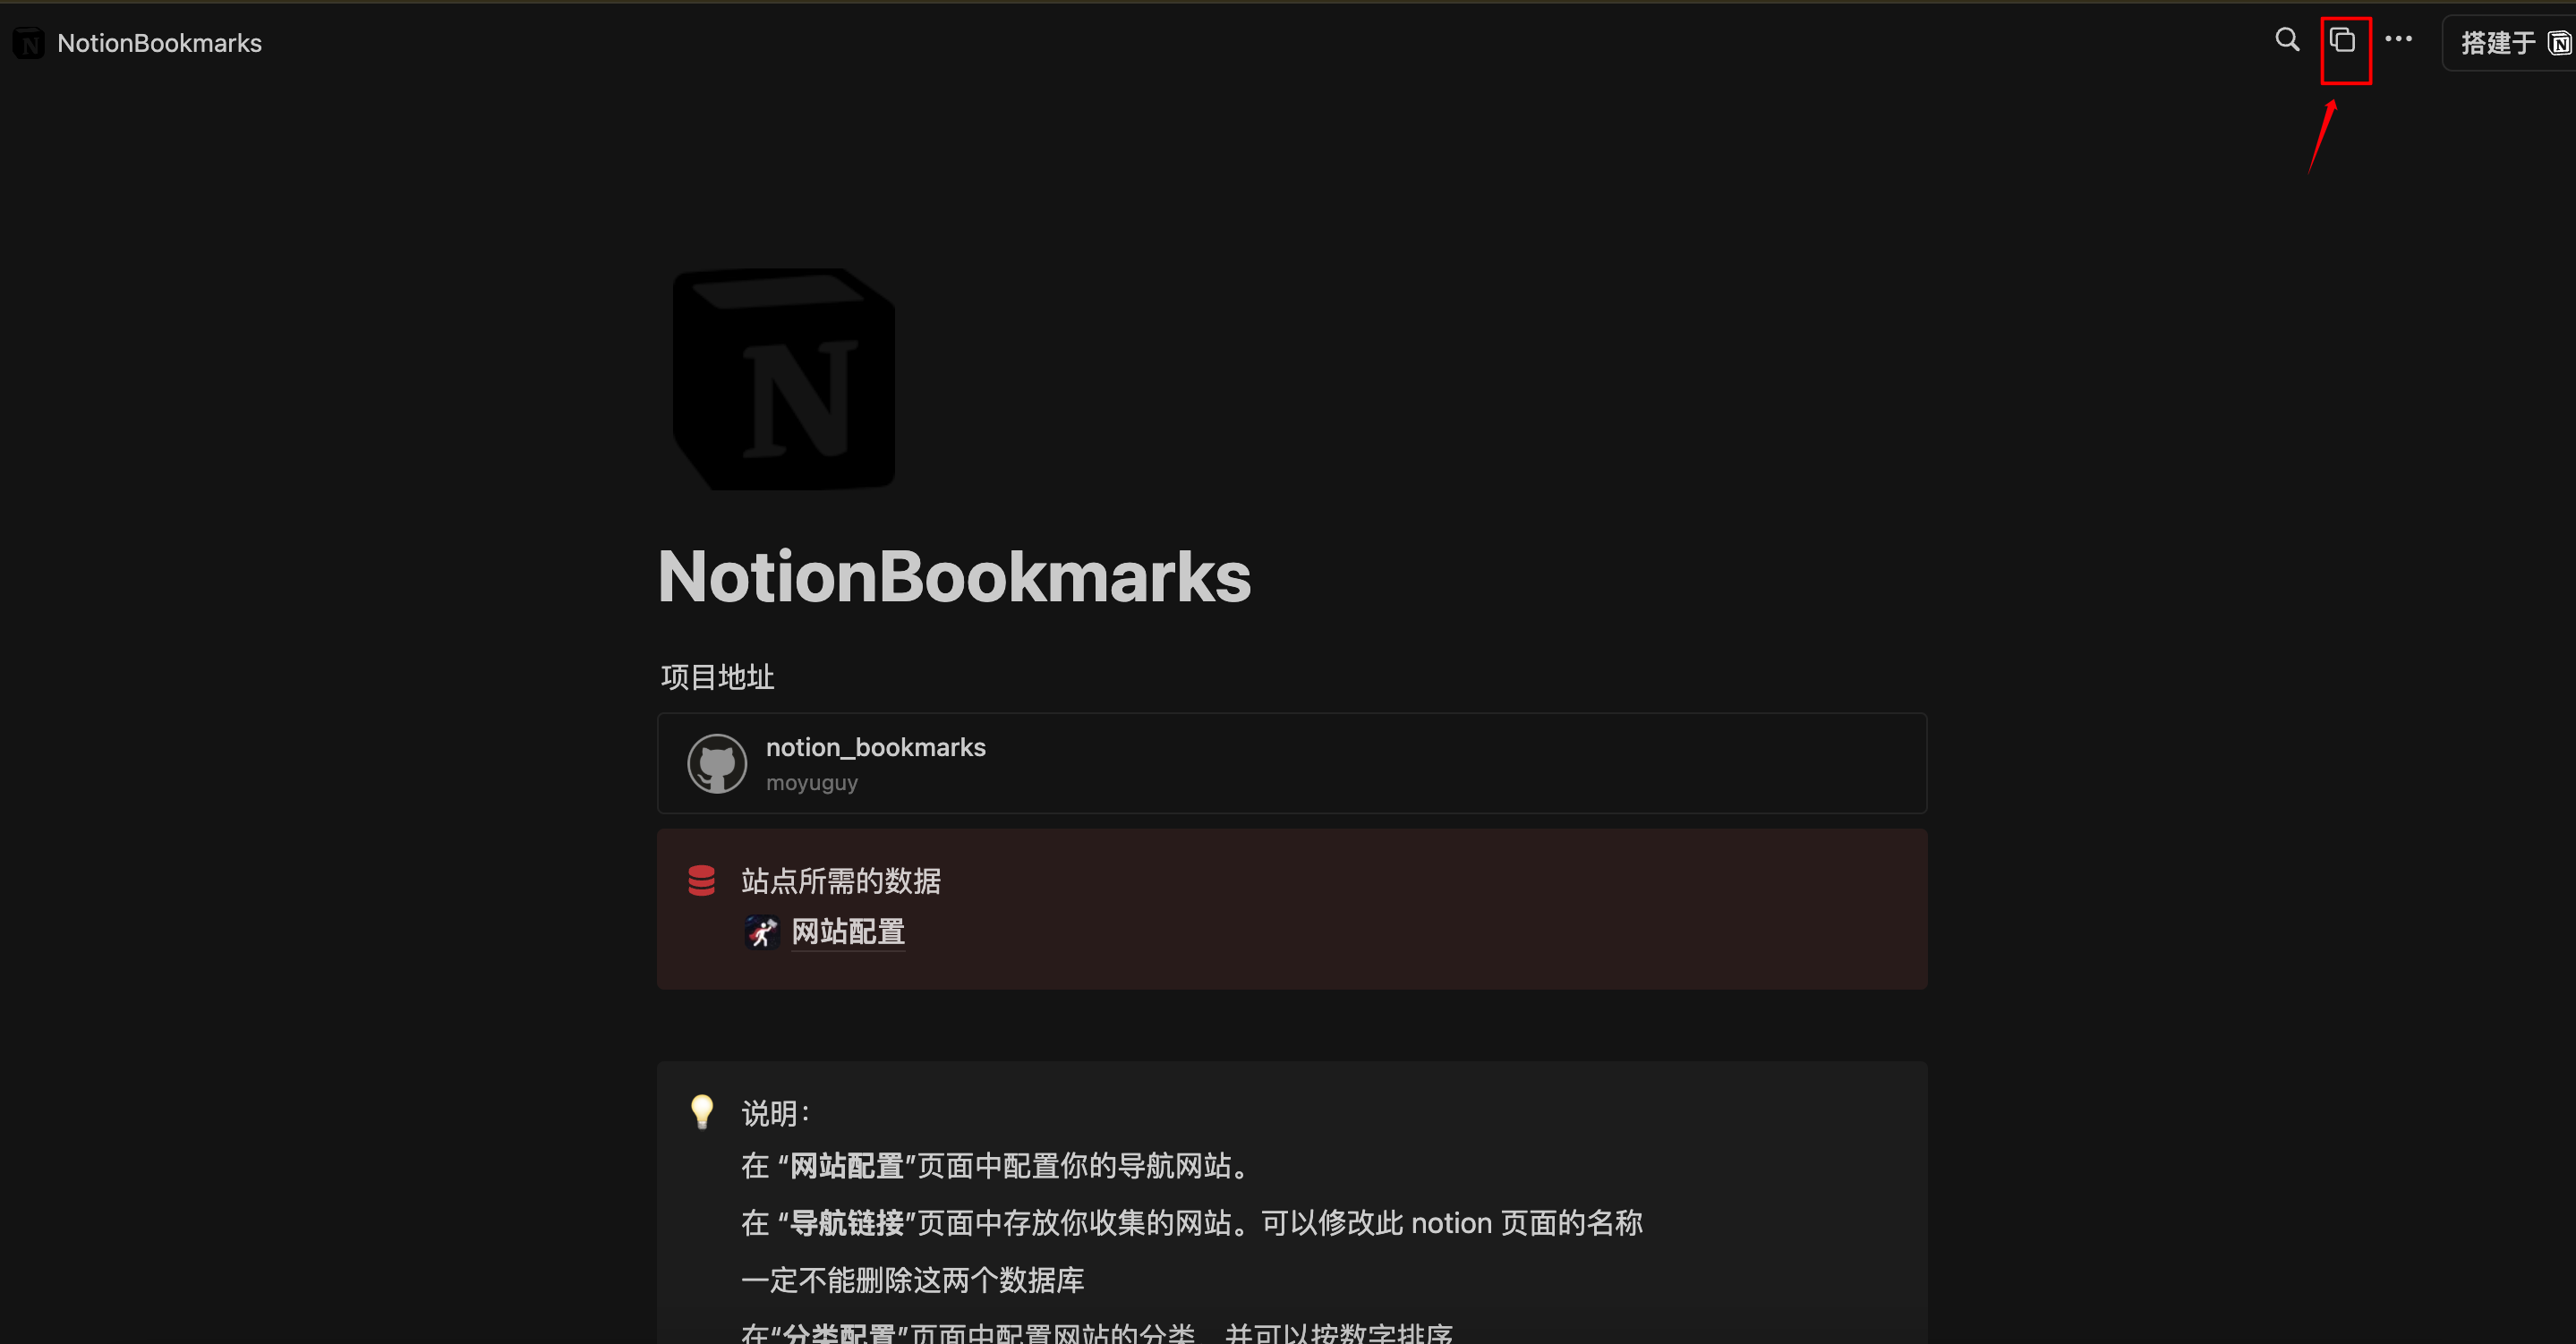 NotionBookmarks
搭建于
N
NotionBookmarks
项目地址
notion_bookmarks
moyuguy
站点所需的数据
网站配置
说明：
在 “网站配置”页面中配置你的导航网站。
在 “导航链接”页面中存放你收集的网站。可以修改此 notion 页面的名称
一定不能删除这两个数据库
在“分类配置”页面中配置网站的分类，并可以按数字排序